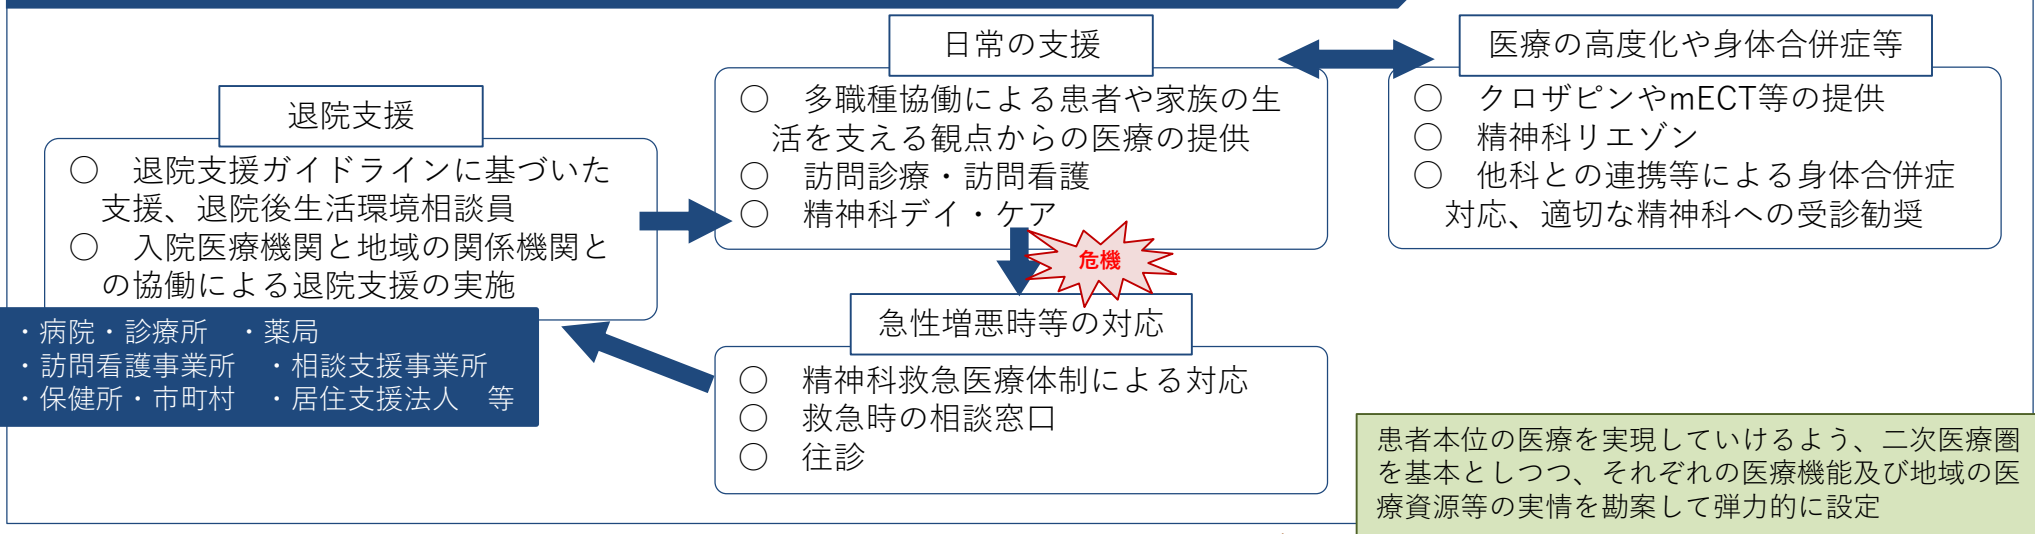 退院支援
○　退院支援ガイドラインに基づいた
支援、退院後生活環境相談員
○　入院医療機関と地域の関係機関と
の協働による退院支援の実施
・病院・診療所　・薬局
・訪問看護事業所　・相談支援事業所
・保健所・市町村　・居住支援法人　等
日常の支援
○　多職種協働による患者や家族の生
活を支える観点からの医療の提供
○　訪問診療・訪問看護
○　精神科デイ・ケア
危機
急性増悪時等の対応
○　精神科救急医療体制による対応
○　救急時の相談窓口
○　往診
医療の高度化や身体合併症等
○　クロザピンやmECT等の提供
○　精神科リエゾン
○　他科との連携等による身体合併症
対応、適切な精神科への受診勧奨
患者本位の医療を実現していけるよう、二次医療圏
を基本としつつ、それぞれの医療機能及び地域の医
療資源等の実情を勘案して弾力的に設定